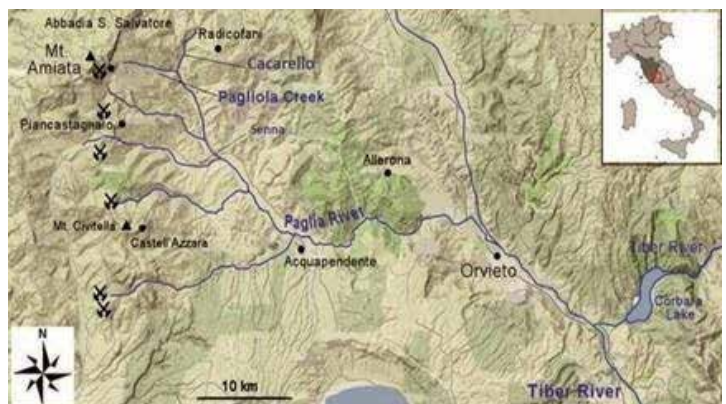 Abbadia S. Salvatore
Radicofani
Mt.
Amiata
Cacarello
Pagliola Creek
Piancastagnaio
Senna
Allerona
Paglia River
Mt. Civitella
Castell Azzara
Acquapendente
Orvieto
Tiber River
Corbara
Lake
N
10 km
Tiber River